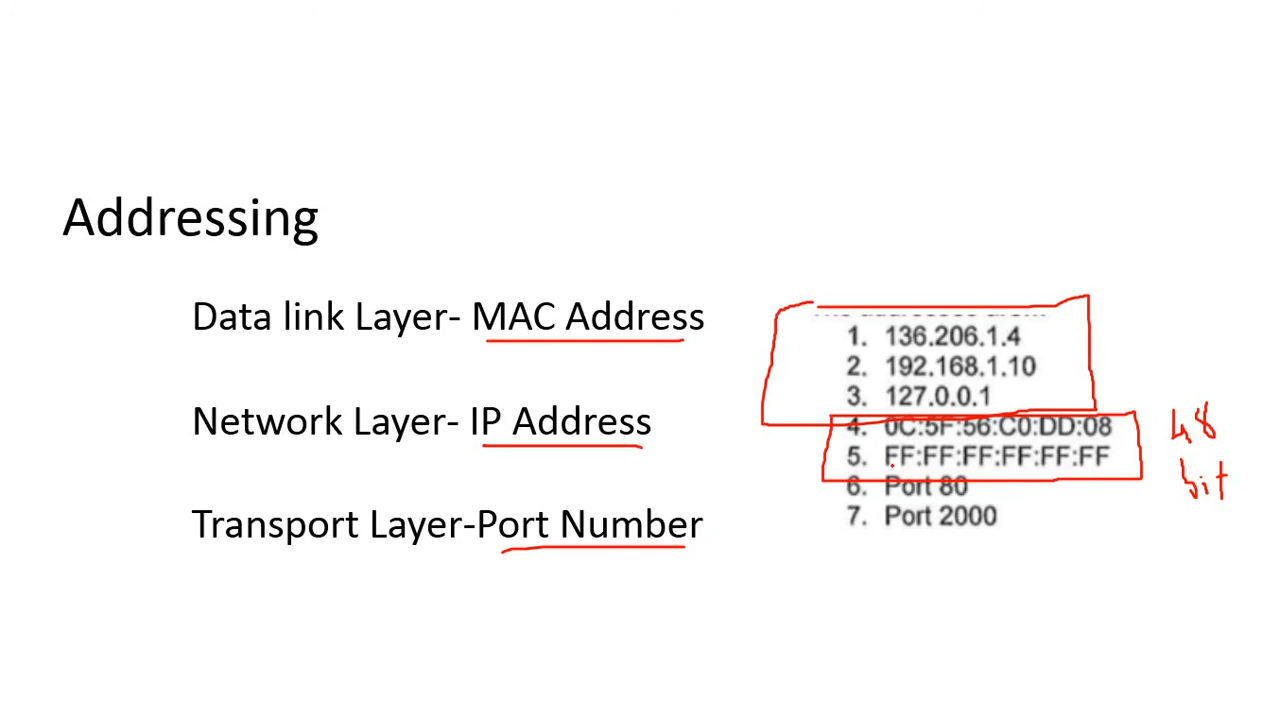 Addressing
Data link Layer- MAC Address
Network Layer- IP Address
Transport Layer-Port Number
1. 136.206.1.4
2. 192.168.1.10
3. 127.0.0.1
4. 0C:5F:56:C0:DD:08
5. FF:FF:FF:FF:FF:FF
6. Port 80
7. Port 2000
48
bit